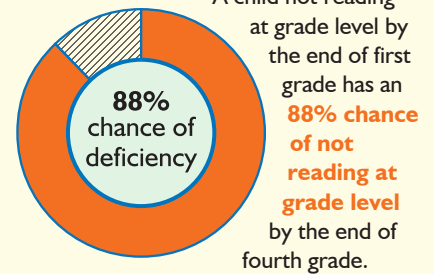 88%
chance of
deficiency
A child not reading
at grade level by
the end of first
grade has an
88% chance
of not
reading at
grade level
by the end of
fourth grade.